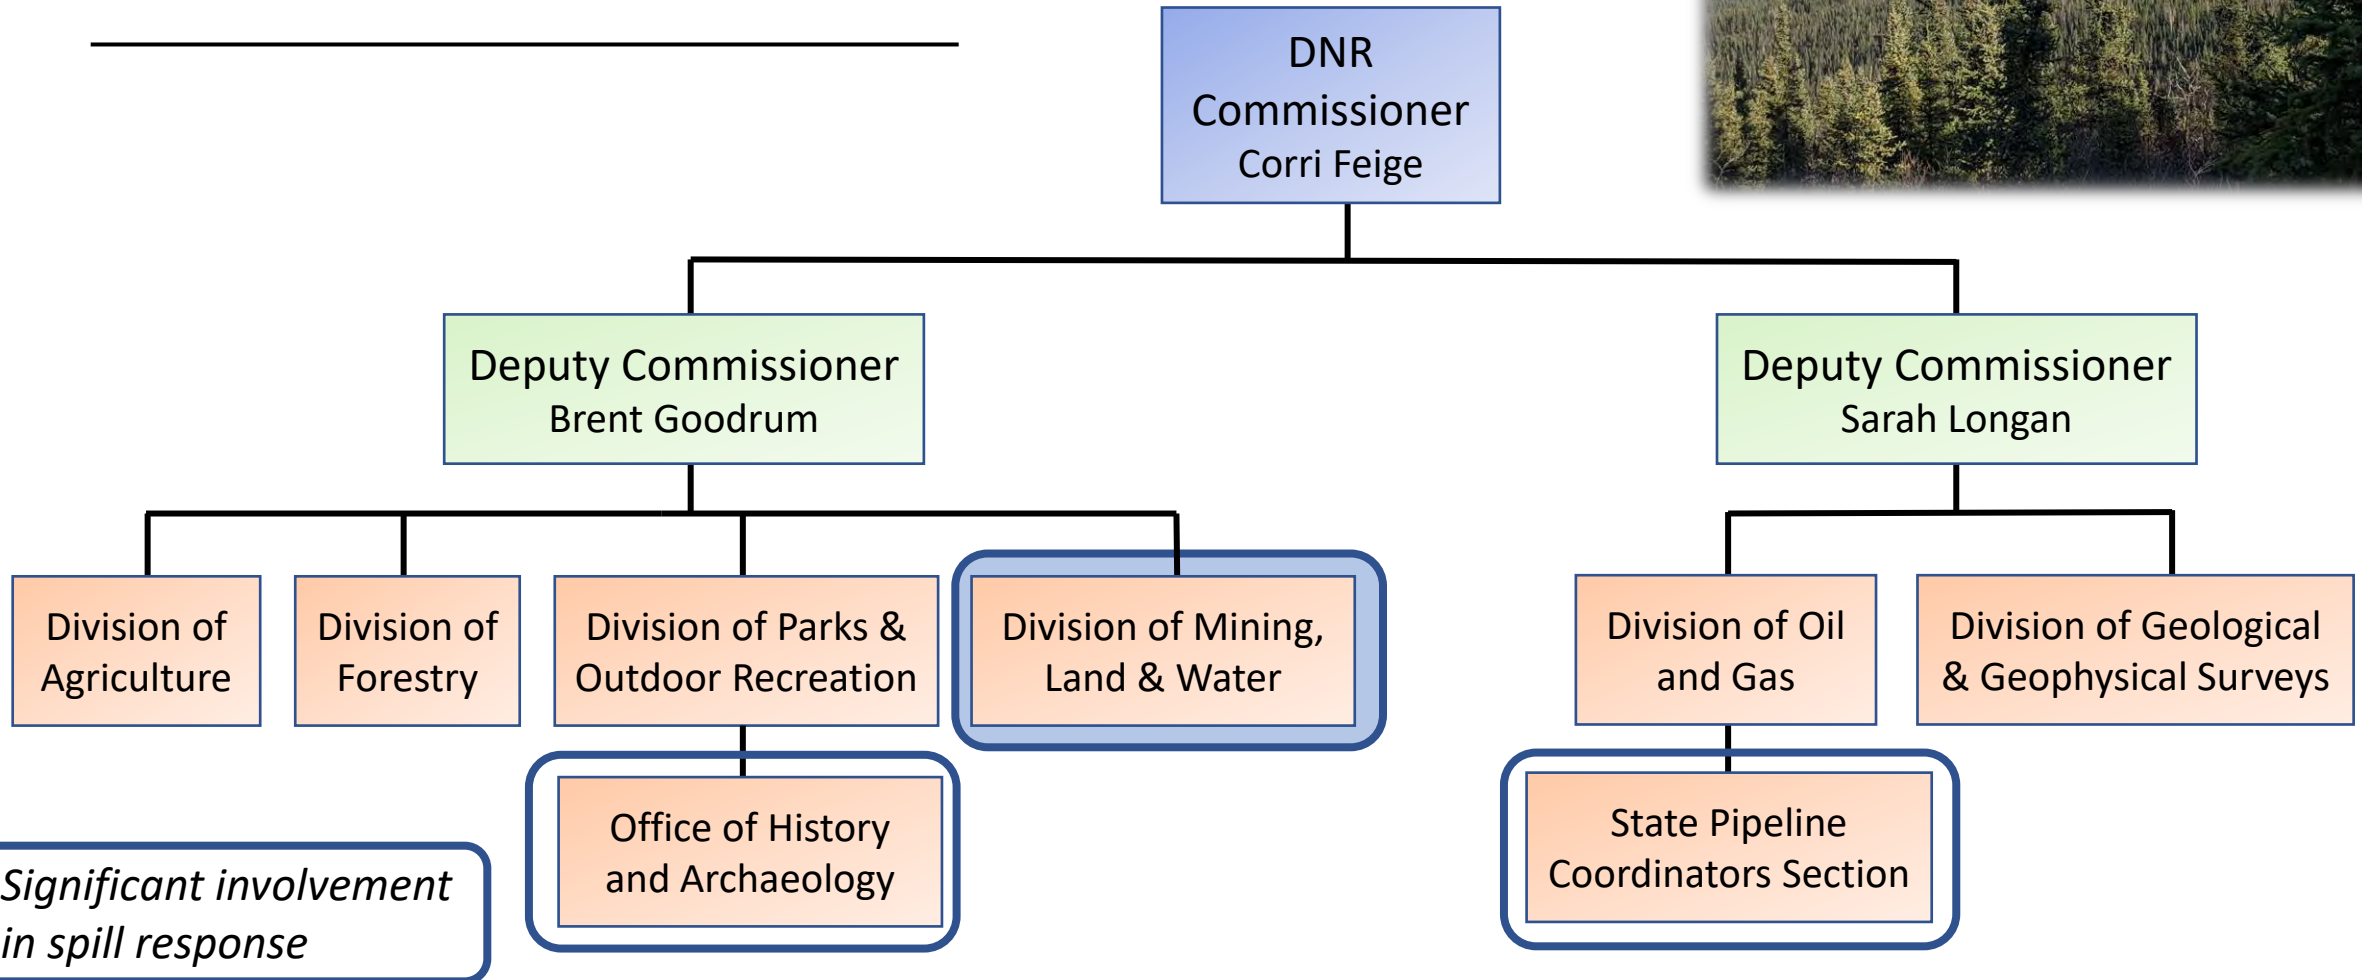 DNR
Commissioner
Corri Feige
Deputy Commissioner
Brent Goodrum
Deputy Commissioner
Sarah Longan
Division of
Agriculture
Division of
Forestry
Division of Parks &
Outdoor Recreation
Division of Mining,
Land & Water
Division of Oil
and Gas
Division of Geological
& Geophysical Surveys
Office of History
and Archaeology
State Pipeline
Coordinators Section
Significant involvement
in spill response